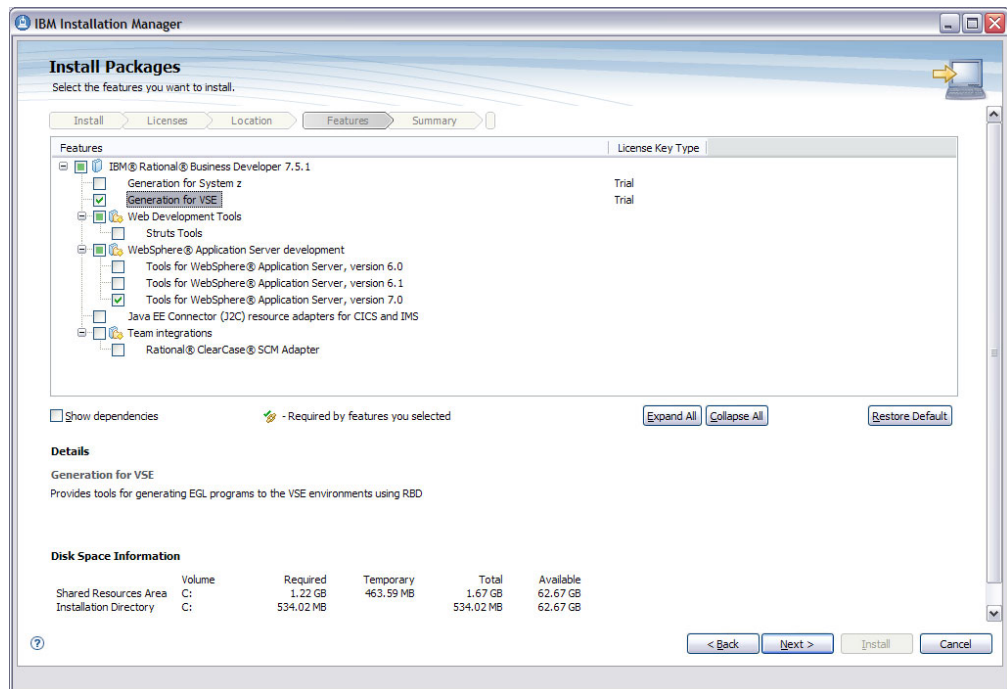 IBM Installation Manager
Install Packages
Select the features you want to install.
Install Licenses Location Features Summary
Features License Key Type
IBM® Rational® Business Developer 7.5.1
Generation for System z Trial
Generation for VSE Trial
Web Development Tools
Struts Tools
WebSphere® Application Server development
Tools for WebSphere® Application Server, version 6.0
Tools for WebSphere® Application Server, version 6.1
Tools for WebSphere® Application Server, version 7.0
Java EE Connector (J2C) resource adapters for CICS and IMS
Team integrations
Rational® ClearCase® SCM Adapter
Show dependencies - Required by features you selected Expand All Collapse All Restore Default
Details
Generation for VSE
Provides tools for generating EGL programs to the VSE environments using RBD
Disk Space Information
Volume Required Temporary Total Available
Shared Resources Area C: 1.22 GB 463.59 MB 1.67 GB 62.67 GB
Installation Directory C: 534.02 MB 534.02 MB 62.67 GB
? < Back Next > Install Cancel